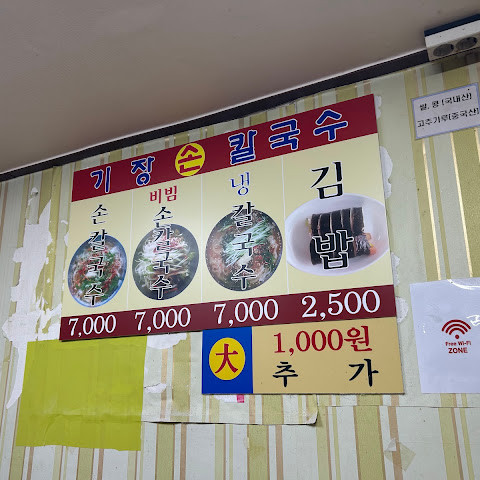 기장 손 칼국수
손칼국수
비빔손칼국수
냉칼국수
김밥
7,000 7,000 7,000 2,500
大 1,000원
추가
쌀, 콩 (국내산)
고추가루(중국산)
Free Wi-Fi
ZONE